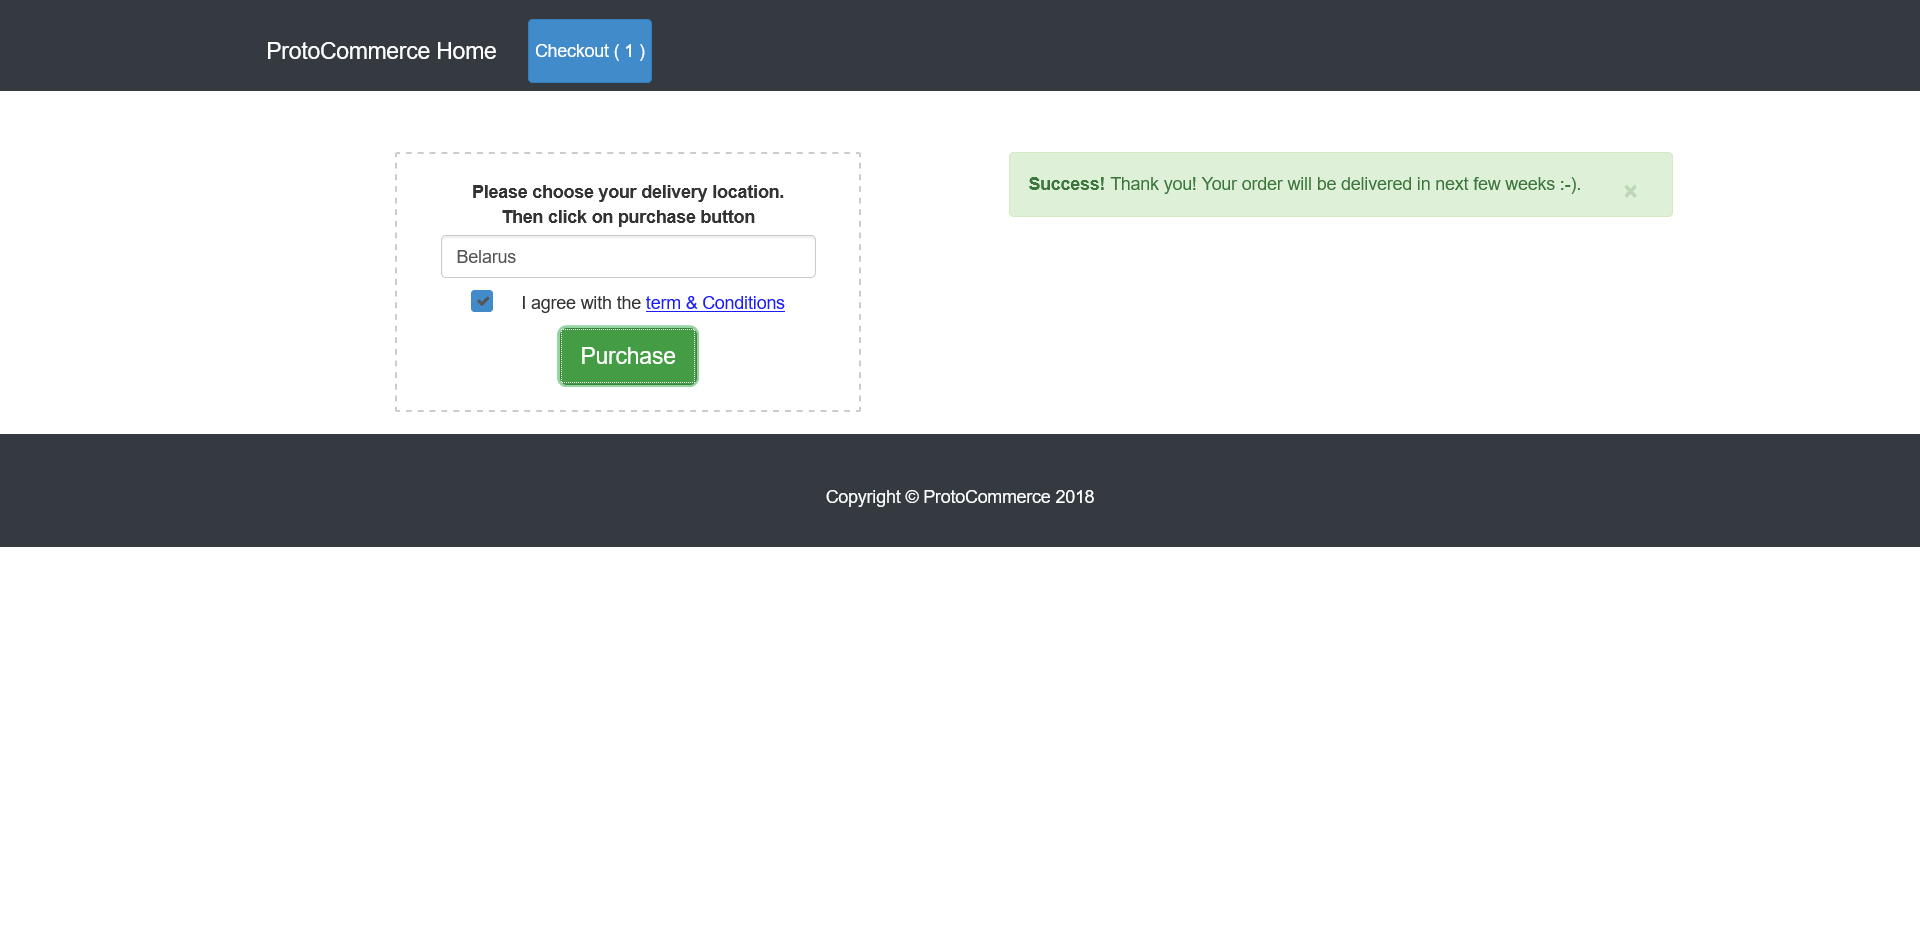 ProtoCommerce Home
Checkout ( 1 )
Please choose your delivery location.
Then click on purchase button
Belarus
I agree with the term & Conditions
Purchase
Success! Thank you! Your order will be delivered in next few weeks :-).
×
Copyright © ProtoCommerce 2018